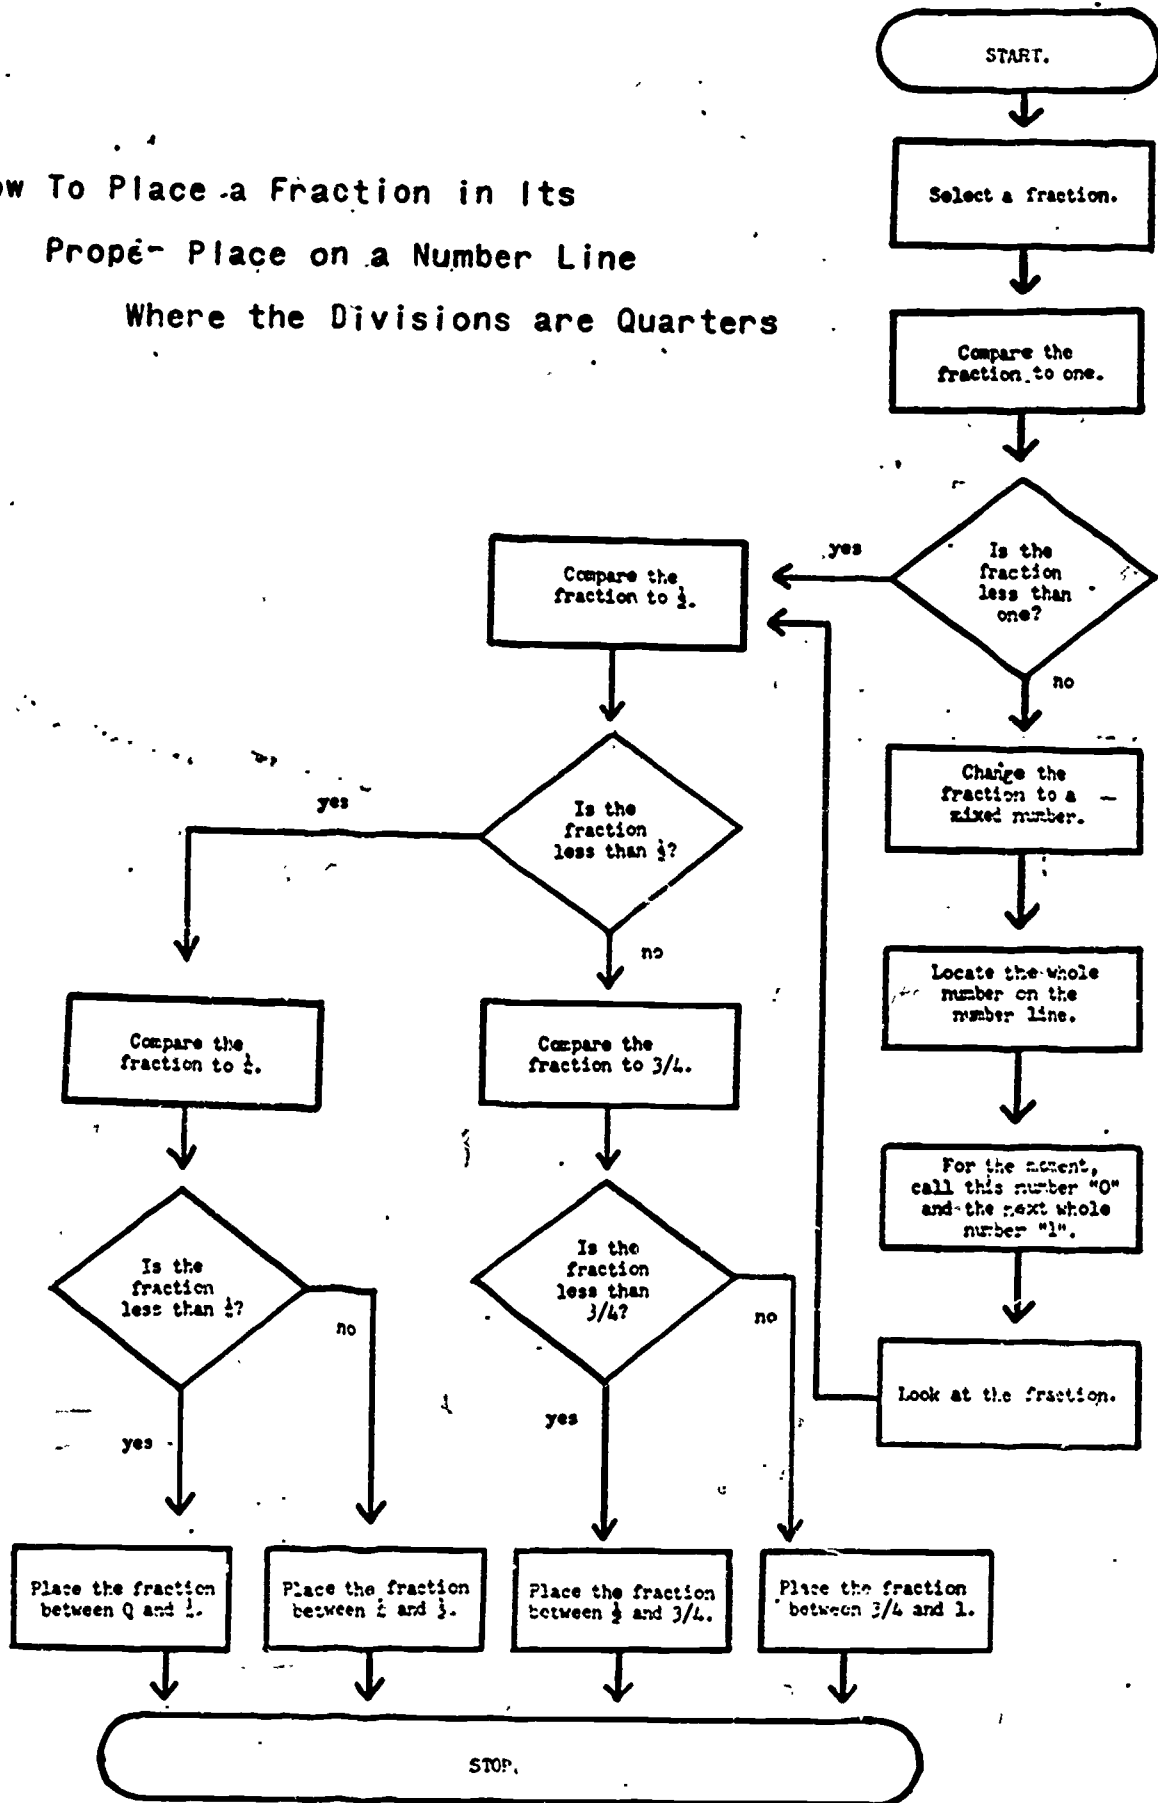 ow To Place a Fraction in Its
Prope- Place on a Number Line
Where the Divisions are Quarters
START.
Select a fraction.
Compare the
fraction to one.
Is the
fraction
less than
one?
yes
no
Change the
fraction to a
mixed number.
Locate the whole
number on the
number line.
For the moment,
call this number "0"
and the next whole
number "1".
Look at the fraction.
Compare the
fraction to ½.
Is the
fraction
less than ½?
yes
no
Compare the
fraction to ¼.
Compare the
fraction to 3/4.
Is the
fraction
less than ¼?
no
yes
Is the
fraction
less than
3/4?
no
yes
Place the fraction
between 0 and ¼.
Place the fraction
between ¼ and ½.
Place the fraction
between ½ and 3/4.
Place the fraction
between 3/4 and 1.
STOP.